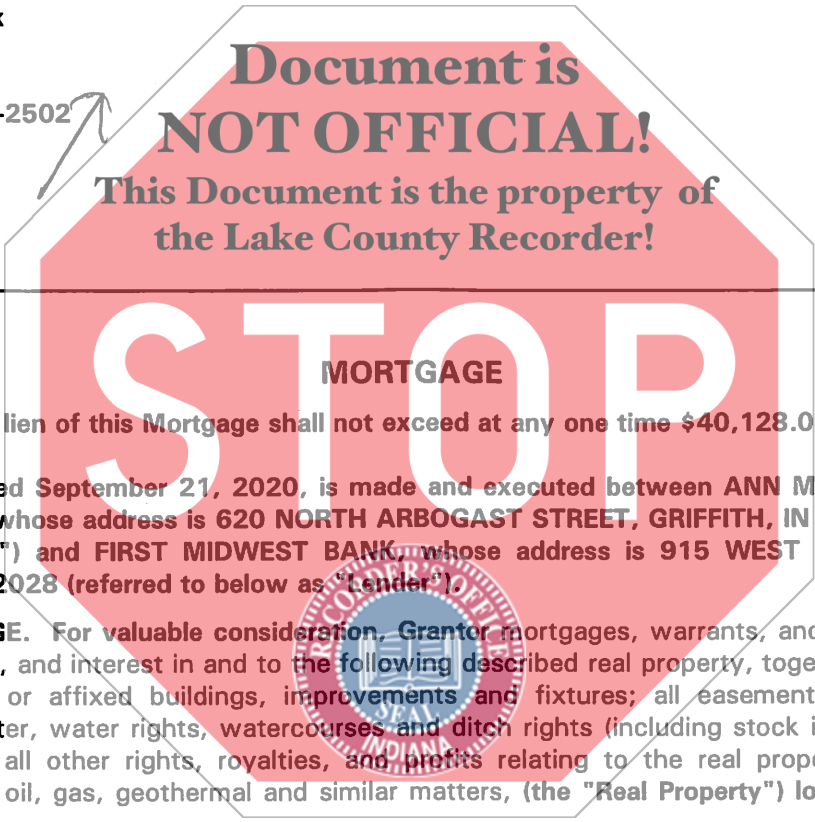 -2502
Document is
NOT OFFICIAL!
This Document is the property of
the Lake County Recorder!
STOP
MORTGAGE
lien of this Mortgage shall not exceed at any one time $40,128.0
ed September 21, 2020, is made and executed between ANN M
whose address is 620 NORTH ARBOGAST STREET, GRIFFITH, IN
") and FIRST MIDWEST BANK, whose address is 915 WEST
2028 (referred to below as "Lender").
GE. For valuable consideration, Grantor mortgages, warrants, and
, and interest in and to the following described real property, toge
or affixed buildings, improvements and fixtures; all easement
ter, water rights, watercourses and ditch rights (including stock i
all other rights, royalties, and profits relating to the real prope
oil, gas, geothermal and similar matters, (the "Real Property") lo
RECORDER'S OFFICE
SEAL
INDIANA